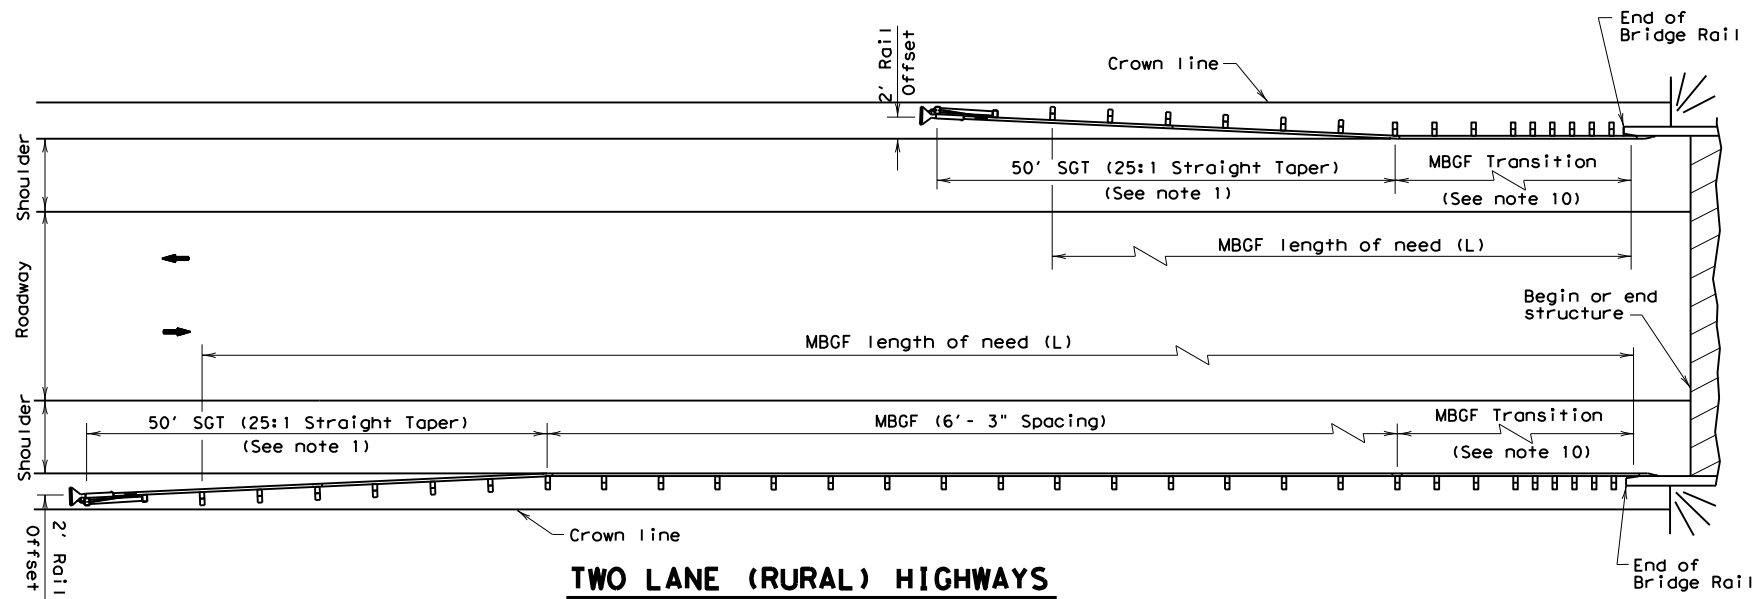 End of
Bridge Rail
2' Rail
Offset
Crown line
Shoulder
50' SGT (25:1 Straight Taper)
(See note 1)
MBGF Transition
(See note 10)
MBGF length of need (L)
Roadway
Begin or end
structure
MBGF length of need (L)
Shoulder
50' SGT (25:1 Straight Taper)
(See note 1)
MBGF (6'- 3" Spacing)
MBGF Transition
(See note 10)
2' Rail
Offset
Crown line
End of
Bridge Rail
TWO LANE (RURAL) HIGHWAYS